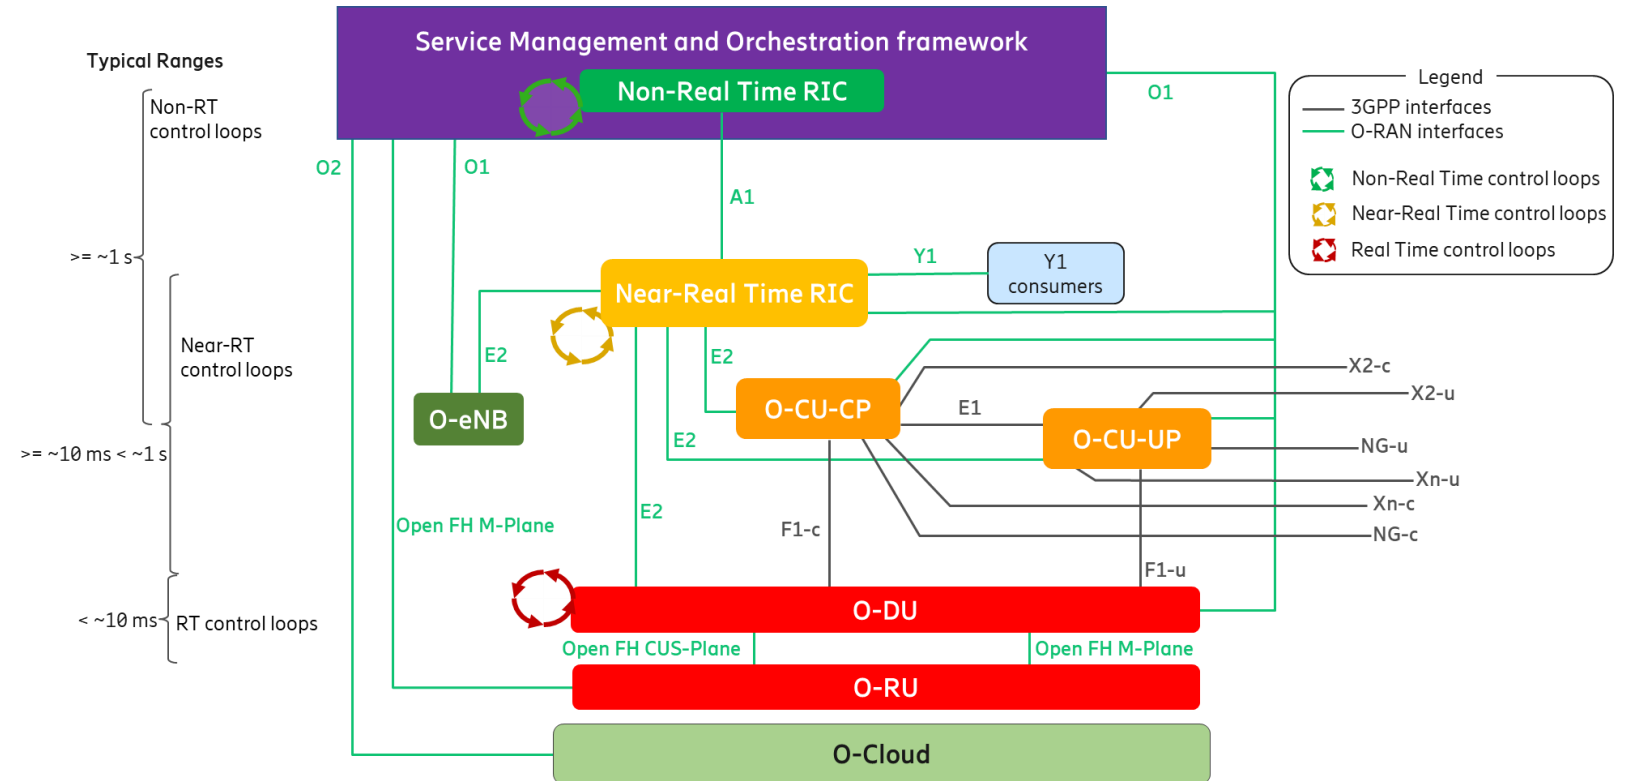 Service Management and Orchestration framework
Non-Real Time RIC
Typical Ranges
Non-RT
control loops
>= ~1 s
Near-RT
control loops
>= ~10 ms < ~1 s
< ~10 ms
RT control loops
O2
O1
A1
O1
Legend
3GPP interfaces
O-RAN interfaces
Non-Real Time control loops
Near-Real Time control loops
Real Time control loops
Near-Real Time RIC
Y1
Y1
consumers
E2
E2
O-eNB
O-CU-CP
E1
O-CU-UP
X2-c
X2-u
NG-u
Xn-u
Xn-c
NG-c
E2
E2
Open FH M-Plane
F1-c
F1-u
O-DU
Open FH CUS-Plane
Open FH M-Plane
O-RU
O-Cloud